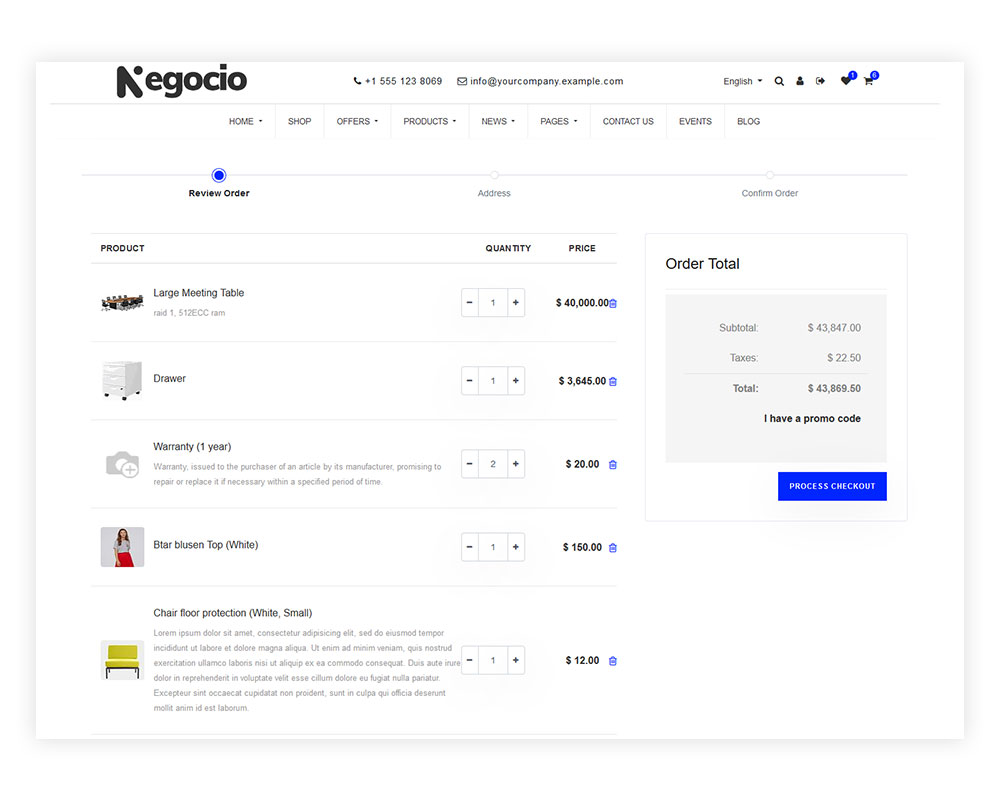 Negocio
+1 555 123 8069 info@yourcompany.example.com
English 1 6
HOME SHOP OFFERS PRODUCTS NEWS PAGES CONTACT US EVENTS BLOG
Review Order Address Confirm Order
PRODUCT QUANTITY PRICE
Large Meeting Table
raid 1, 512ECC ram
- 1 + $ 40,000.00
Drawer
- 1 + $ 3,645.00
Warranty (1 year)
Warranty, issued to the purchaser of an article by its manufacturer, promising to
repair or replace it if necessary within a specified period of time.
- 2 + $ 20.00
Btar blusen Top (White)
- 1 + $ 150.00
Chair floor protection (White, Small)
Lorem ipsum dolor sit amet, consectetur adipisicing elit, sed do eiusmod tempor
incididunt ut labore et dolore magna aliqua. Ut enim ad minim veniam, quis nostrud
exercitation ullamco laboris nisi ut aliquip ex ea commodo consequat. Duis aute irure
dolor in reprehenderit in voluptate velit esse cillum dolore eu fugiat nulla pariatur.
Excepteur sint occaecat cupidatat non proident, sunt in culpa qui officia deserunt
mollit anim id est laborum.
- 1 + $ 12.00
Order Total
Subtotal: $ 43,847.00
Taxes: $ 22.50
Total: $ 43,869.50
I have a promo code
PROCESS CHECKOUT